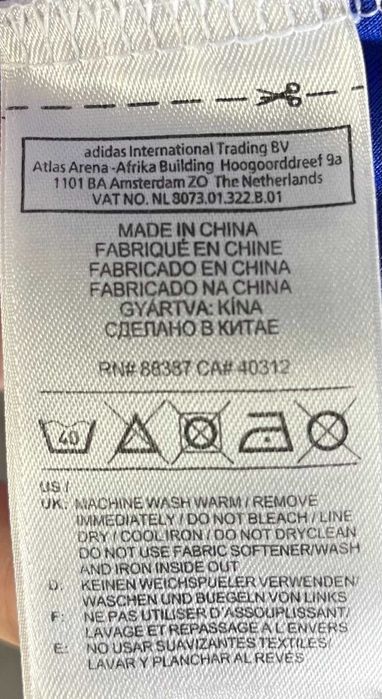 adidas International Trading BV
Atlas Arena-Afrika Building Hoogoorddreef 9a
1101 BA Amsterdam ZO The Netherlands
VAT NO. NL 8073.01.322.B.01
MADE IN CHINA
FABRIQUÉ EN CHINE
FABRICADO EN CHINA
FABRICADO NA CHINA
GYÁRTVA: KÍNA
СДЕЛАНО В КИТАЕ
RN# 88387 CA# 40312
40
US /
UK: MACHINE WASH WARM / REMOVE
IMMEDIATELY / DO NOT BLEACH / LINE
DRY / COOL IRON / DO NOT DRYCLEAN
DO NOT USE FABRIC SOFTENER/WASH
AND IRON INSIDE OUT
D: KEINEN WEICHSPUELER VERWENDEN/
WASCHEN UND BUEGELN VON LINKS
F: NE PAS UTILISER D'ASSOUPLISSANT/
LAVAGE ET REPASSAGE A L'ENVERS
E: NO USAR SUAVIZANTES TEXTILES/
LAVAR Y PLANCHAR AL REVÉS